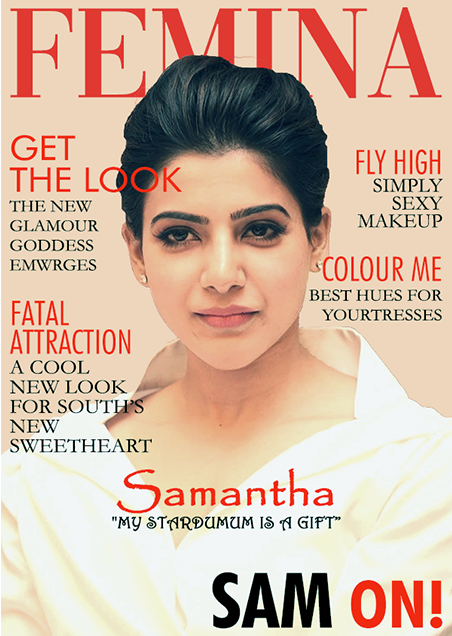 FEMINA
GET
THE LOOK
THE NEW
GLAMOUR
GODDESS
EMWRGES
FATAL
ATTRACTION
A COOL
NEW LOOK
FOR SOUTH'S
NEW
SWEETHEART
FLY HIGH
SIMPLY
SEXY
MAKEUP
COLOUR ME
BEST HUES FOR
YOURTRESSES
Samantha
"MY STARDUMUM IS A GIFT"
SAM ON!